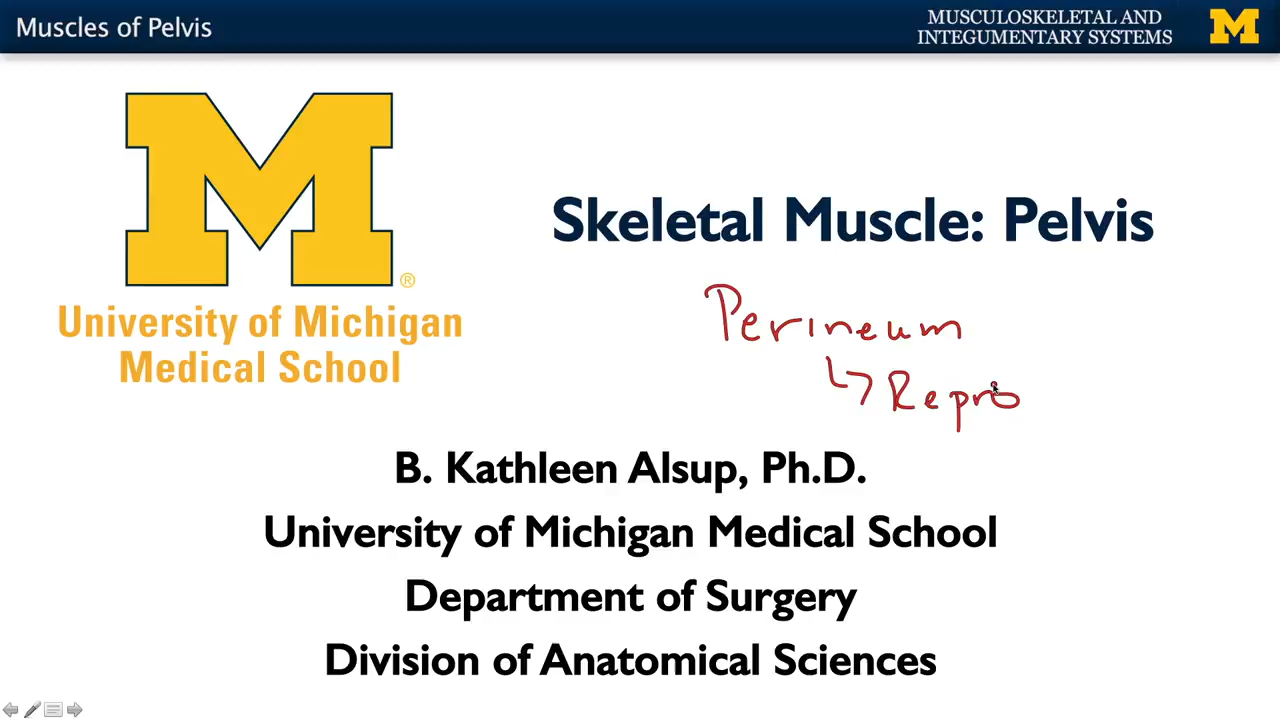 Muscles of Pelvis
MUSCULOSKELETAL AND
INTEGUMENTARY SYSTEMS
M
M
®
University of Michigan
Medical School
Skeletal Muscle: Pelvis
Perineum
↳ Repro
B. Kathleen Alsup, Ph.D.
University of Michigan Medical School
Department of Surgery
Division of Anatomical Sciences